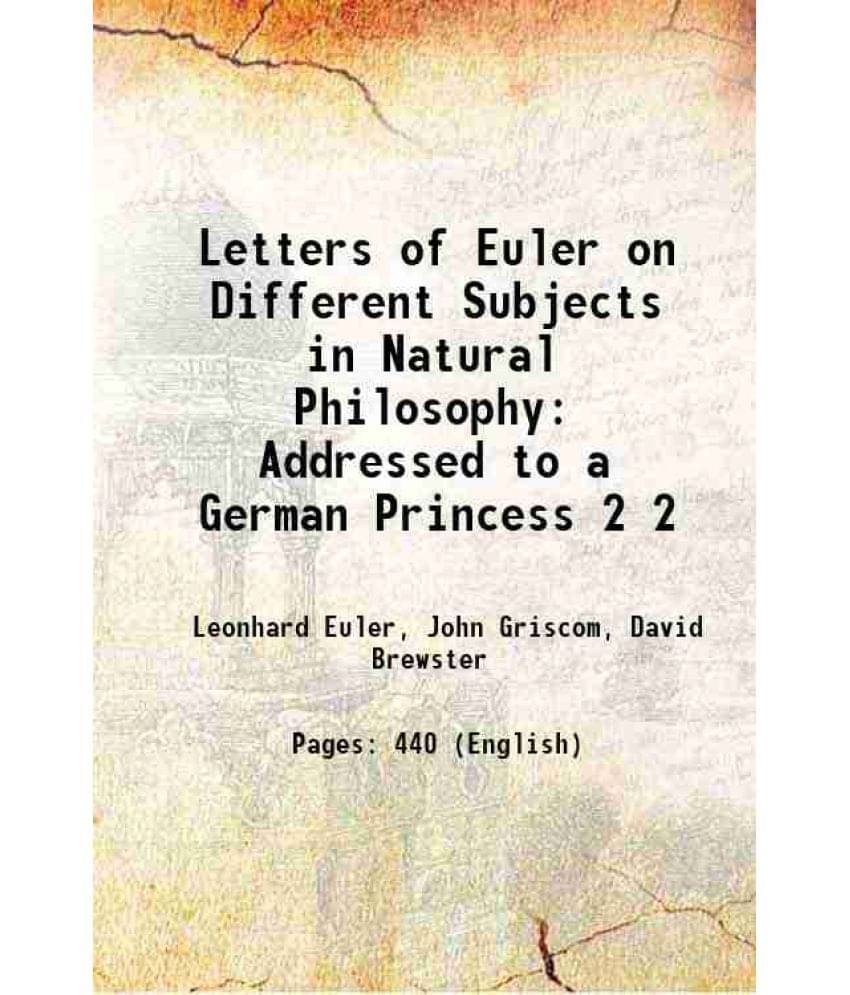 Letters of Euler on
Different Subjects
in Natural
Philosophy:
Addressed to a
German Princess 2 2
Leonhard Euler, John Griscom, David
Brewster
Pages: 440 (English)